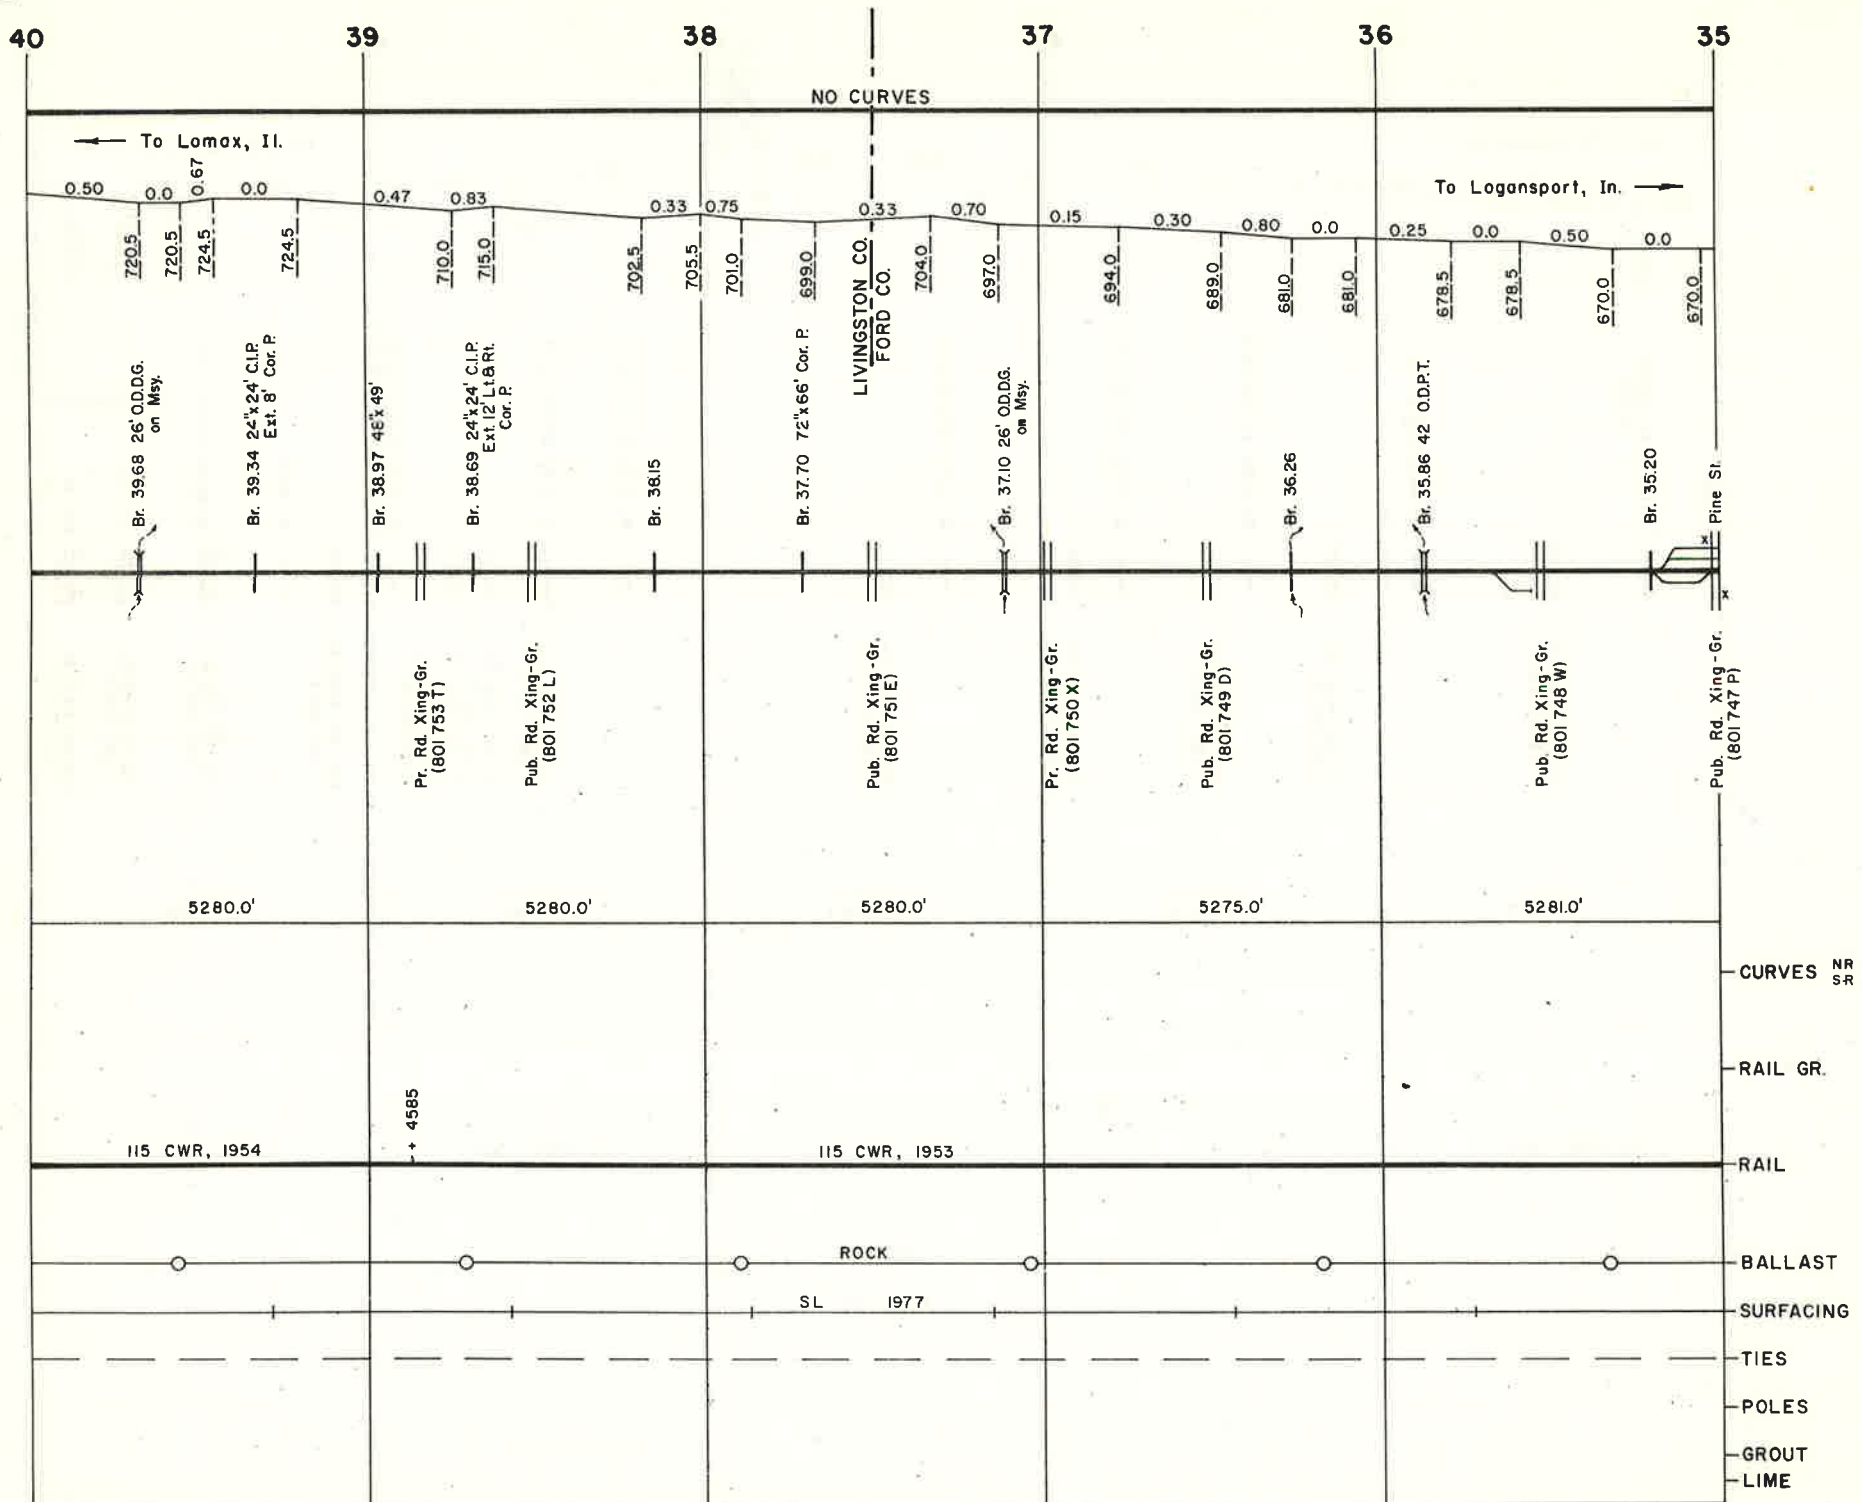 40
39
38
37
36
35
NO CURVES
To Lomax, Il.
To Logansport, In.
0.50
0.0
0.67
0.0
0.47
0.83
0.33
0.75
0.33
0.70
0.15
0.30
0.80
0.0
0.25
0.0
0.50
0.0
720.5
720.5
724.5
724.5
710.0
715.0
702.5
705.5
701.0
699.0
704.0
697.0
694.0
689.0
681.0
681.0
678.5
678.5
670.0
670.0
LIVINGSTON CO.
FORD CO.
Br. 39.68 26' O.D.D.G.
on Msy.
Br. 39.34 24"x 24' C.I.P.
Ext. 8' Cor. P.
Br. 38.97 48"x 49'
Br. 38.69 24"x 24' C.I.P.
Ext. 12' Lt.& Rt.
Cor. P.
Br. 38.15
Br. 37.70 72"x 66' Cor. P.
Br. 37.10 26' O.D.D.G.
on Msy.
Br. 36.26
Br. 35.86 42 O.D.P.T.
Br. 35.20
Pine St.
x
x
Pr. Rd. Xing-Gr.
(801 753 T)
Pub. Rd. Xing-Gr.
(801 752 L)
Pub. Rd. Xing-Gr.
(801 751 E)
Pr. Rd. Xing-Gr.
(801 750 X)
Pub. Rd. Xing-Gr.
(801 749 D)
Pub. Rd. Xing-Gr.
(801 748 W)
Pub. Rd. Xing-Gr.
(801 747 P)
5280.0'
5280.0'
5280.0'
5275.0'
5281.0'
CURVES NR
S-R
RAIL GR.
+ 4585
115 CWR, 1954
115 CWR, 1953
RAIL
ROCK
BALLAST
SL 1977
SURFACING
TIES
POLES
GROUT
LIME